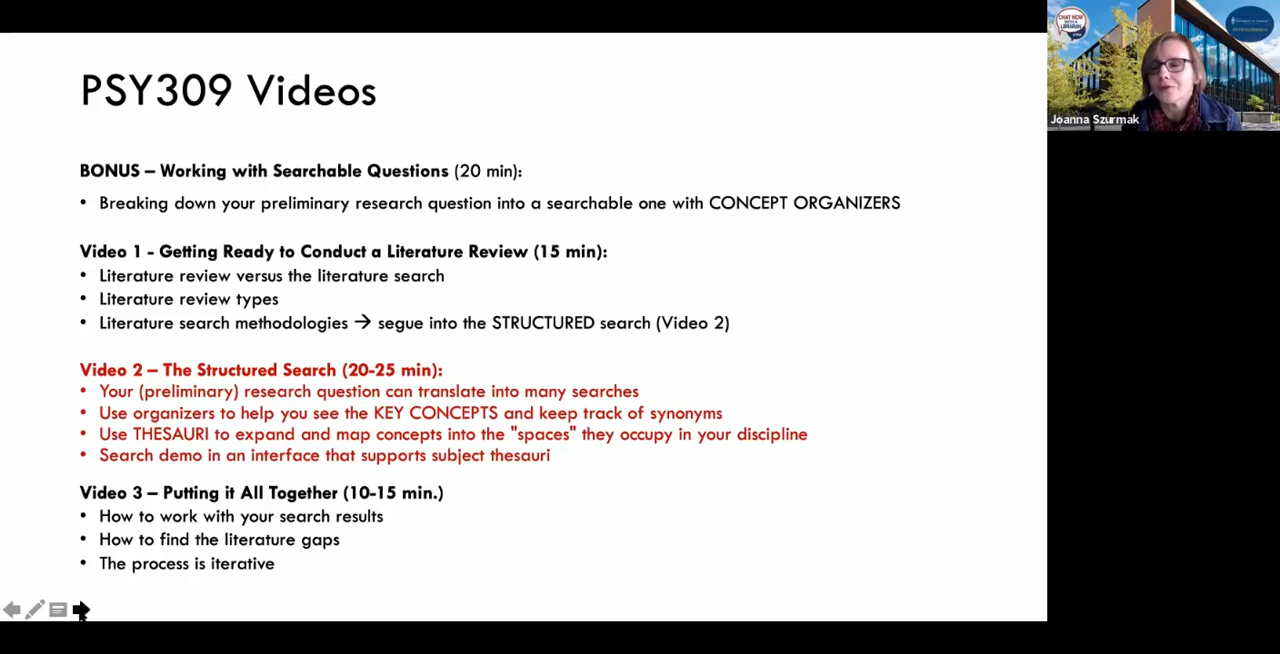 PSY309 Videos
BONUS – Working with Searchable Questions (20 min):
• Breaking down your preliminary research question into a searchable one with CONCEPT ORGANIZERS
Video 1 - Getting Ready to Conduct a Literature Review (15 min):
• Literature review versus the literature search
• Literature review types
• Literature search methodologies → segue into the STRUCTURED search (Video 2)
Video 2 – The Structured Search (20-25 min):
• Your (preliminary) research question can translate into many searches
• Use organizers to help you see the KEY CONCEPTS and keep track of synonyms
• Use THESAURI to expand and map concepts into the "spaces" they occupy in your discipline
• Search demo in an interface that supports subject thesauri
Video 3 – Putting it All Together (10-15 min.)
• How to work with your search results
• How to find the literature gaps
• The process is iterative
CHAT NOW
WITH A
LIBRARIAN
Joanna Szurmak